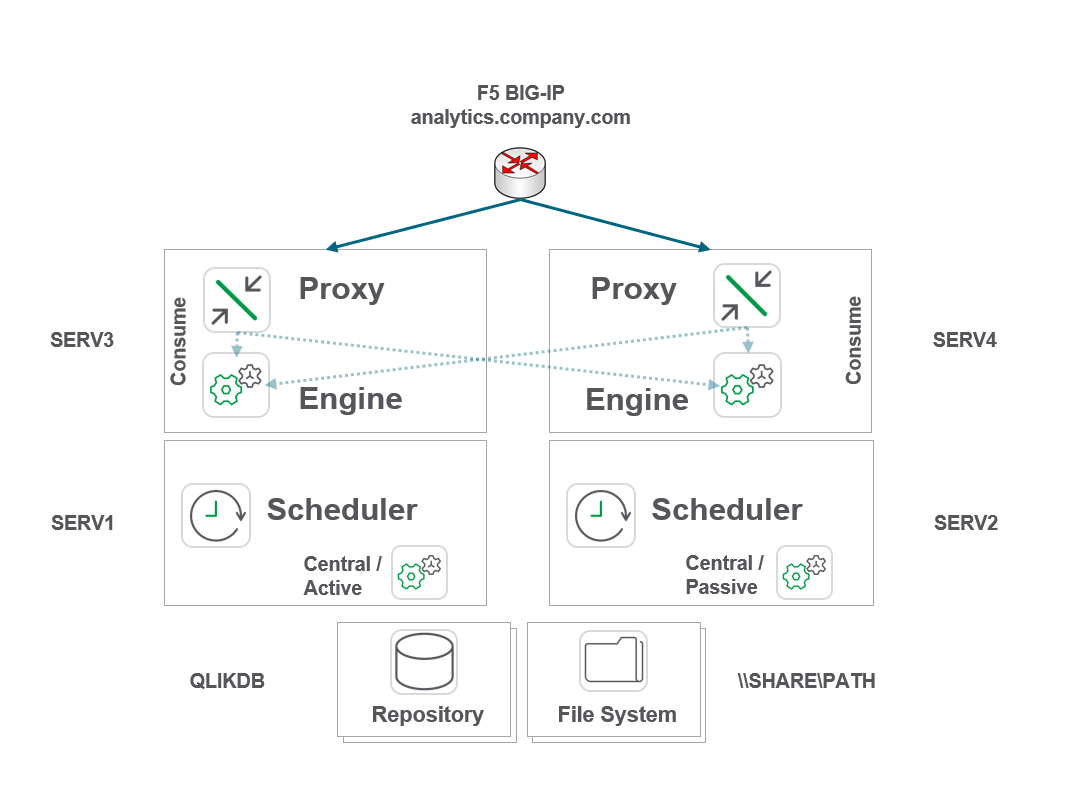 F5 BIG-IP
analytics.company.com
SERV3
Consume
Proxy
Engine
Proxy
Engine
Consume
SERV4
SERV1
Scheduler
Central /
Active
Scheduler
Central /
Passive
SERV2
QLIKDB
Repository
File System
\\SHARE\PATH